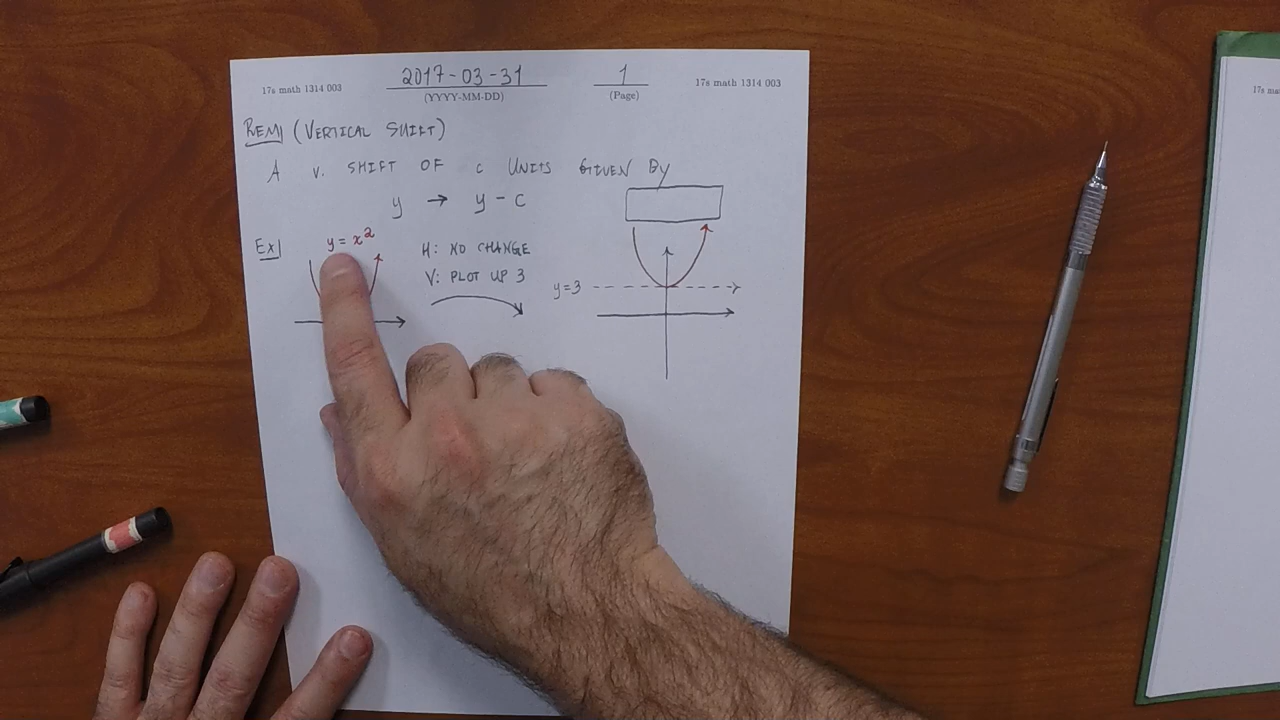 17s math 1314 003
2017-03-31
(YYYY-MM-DD)
1
(Page)
17s math 1314 003
REM (VERTICAL SHIFT)
A V. SHIFT OF c UNITS GIVEN BY
y → y - c
EX
y = x²
H: NO CHANGE
V: PLOT UP 3
y=3